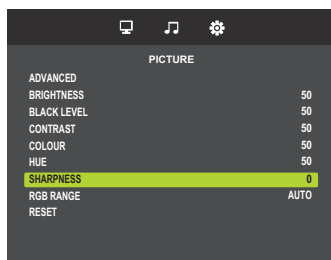 PICTURE
ADVANCED
BRIGHTNESS 50
BLACK LEVEL 50
CONTRAST 50
COLOUR 50
HUE 50
SHARPNESS 0
RGB RANGE AUTO
RESET